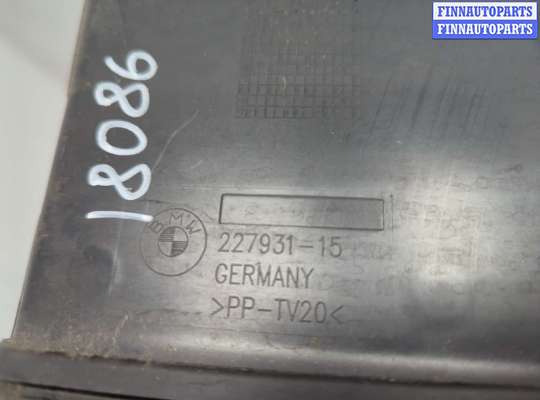 FINNAUTOPARTS
FINNAUTOPARTS
18086
BMW
227931-15
GERMANY
>PP-TV20<